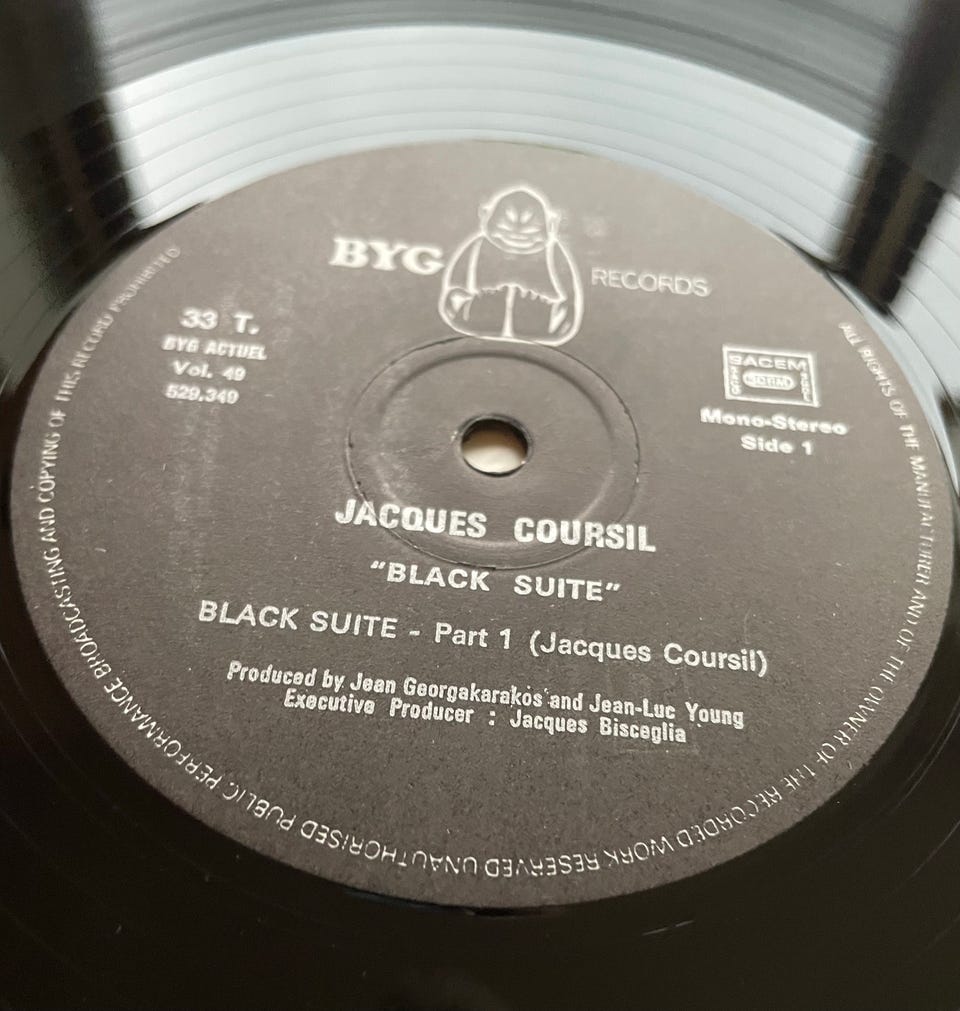 BYG RECORDS
33 T.
BYG ACTUEL
Vol. 49
529.349
SACEM
Mono-Stereo
Side 1
JACQUES COURSIL
"BLACK SUITE"
BLACK SUITE - Part 1 (Jacques Coursil)
Produced by Jean Georgakarakos and Jean-Luc Young
Executive Producer : Jacques Bisceglia
ALL RIGHTS OF THE MANUFACTURER AND OF THE OWNER OF THE RECORDED WORK RESERVED UNAUTHORISED PUBLIC PERFORMANCE BROADCASTING AND COPYING OF THIS RECORD PROHIBITED